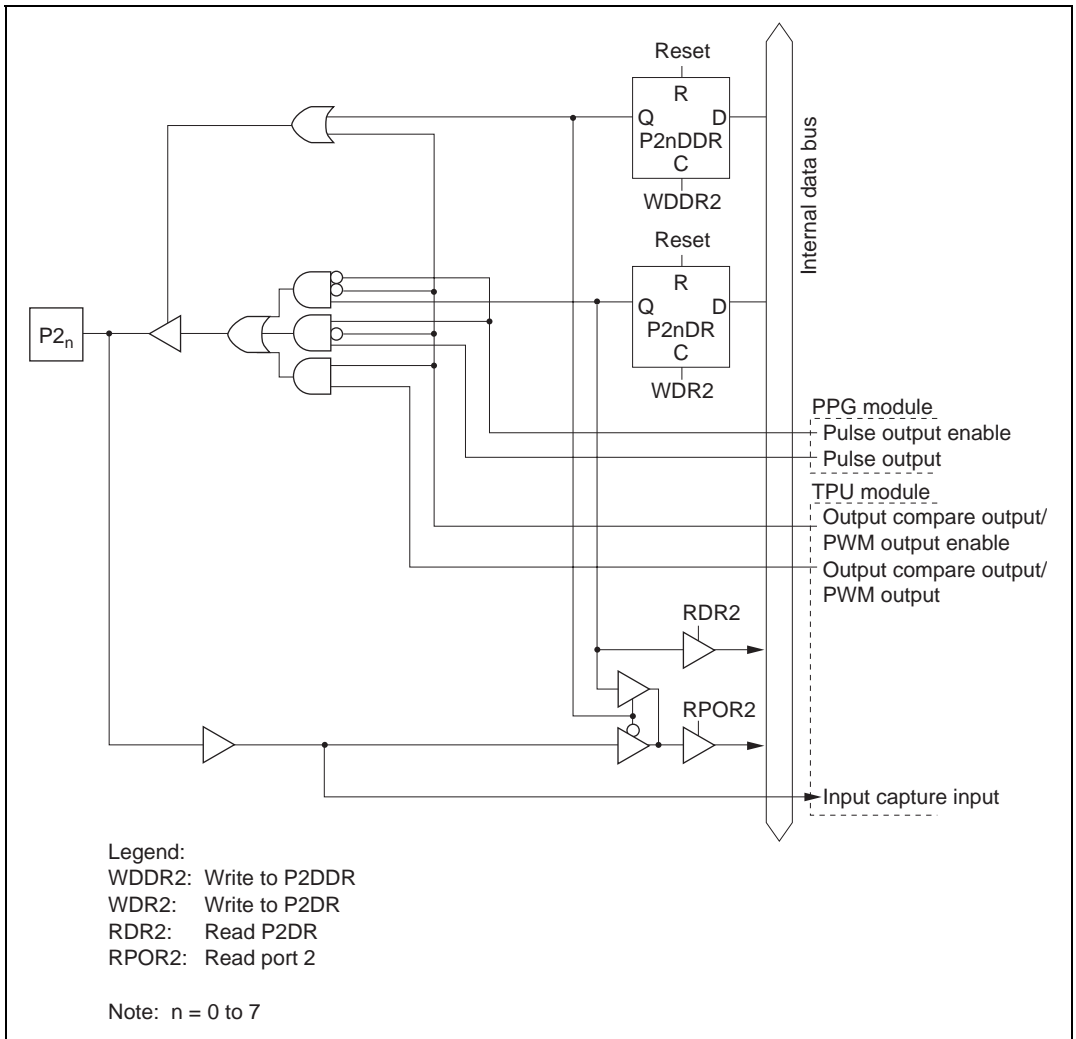 Reset
R
Q D
P2nDDR
C
WDDR2
Reset
R
Q D
P2nDR
C
WDR2
Internal data bus
P2n
PPG module
Pulse output enable
Pulse output
TPU module
Output compare output/
PWM output enable
Output compare output/
PWM output
RDR2
RPOR2
Input capture input
Legend:
WDDR2: Write to P2DDR
WDR2: Write to P2DR
RDR2: Read P2DR
RPOR2: Read port 2
Note: n = 0 to 7